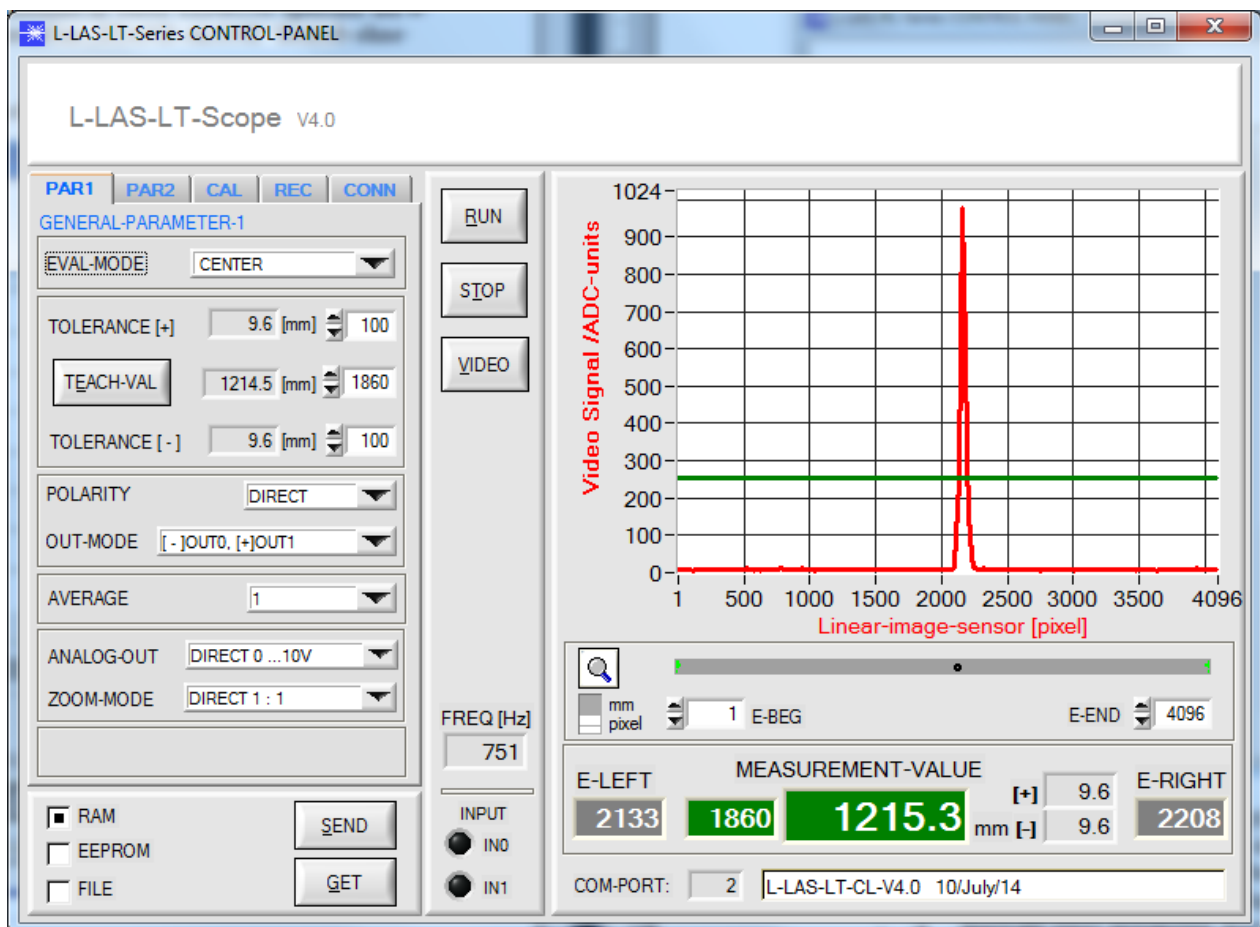 L-LAS-LT-Series CONTROL-PANEL
L-LAS-LT-Scope V4.0
PAR1 PAR2 CAL REC CONN
GENERAL-PARAMETER-1
EVAL-MODE CENTER
TOLERANCE [+] 9.6 [mm] 100
TEACH-VAL 1214.5 [mm] 1860
TOLERANCE [ - ] 9.6 [mm] 100
POLARITY DIRECT
OUT-MODE [ - ]OUT0, [+]OUT1
AVERAGE 1
ANALOG-OUT DIRECT 0 ...10V
ZOOM-MODE DIRECT 1 : 1
RAM
EEPROM
FILE
SEND
GET
RUN
STOP
VIDEO
FREQ [Hz]
751
INPUT
IN0
IN1
Video Signal /ADC-units
1024
900
800
700
600
500
400
300
200
100
0
1 500 1000 1500 2000 2500 3000 3500 4096
Linear-image-sensor [pixel]
mm
pixel
1 E-BEG
E-END 4096
E-LEFT MEASUREMENT-VALUE E-RIGHT
2133 1860 1215.3 mm [+] 9.6 [-] 9.6 2208
COM-PORT: 2 L-LAS-LT-CL-V4.0 10/July/14